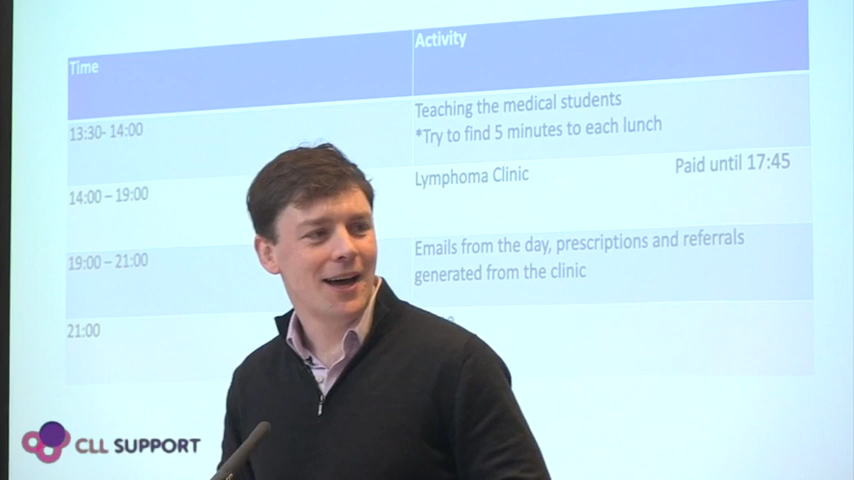 Time
Activity
13:30- 14:00
Teaching the medical students
*Try to find 5 minutes to each lunch
14:00 – 19:00
Lymphoma Clinic
Paid until 17:45
19:00 – 21:00
Emails from the day, prescriptions and referrals
generated from the clinic
21:00
CLL SUPPORT